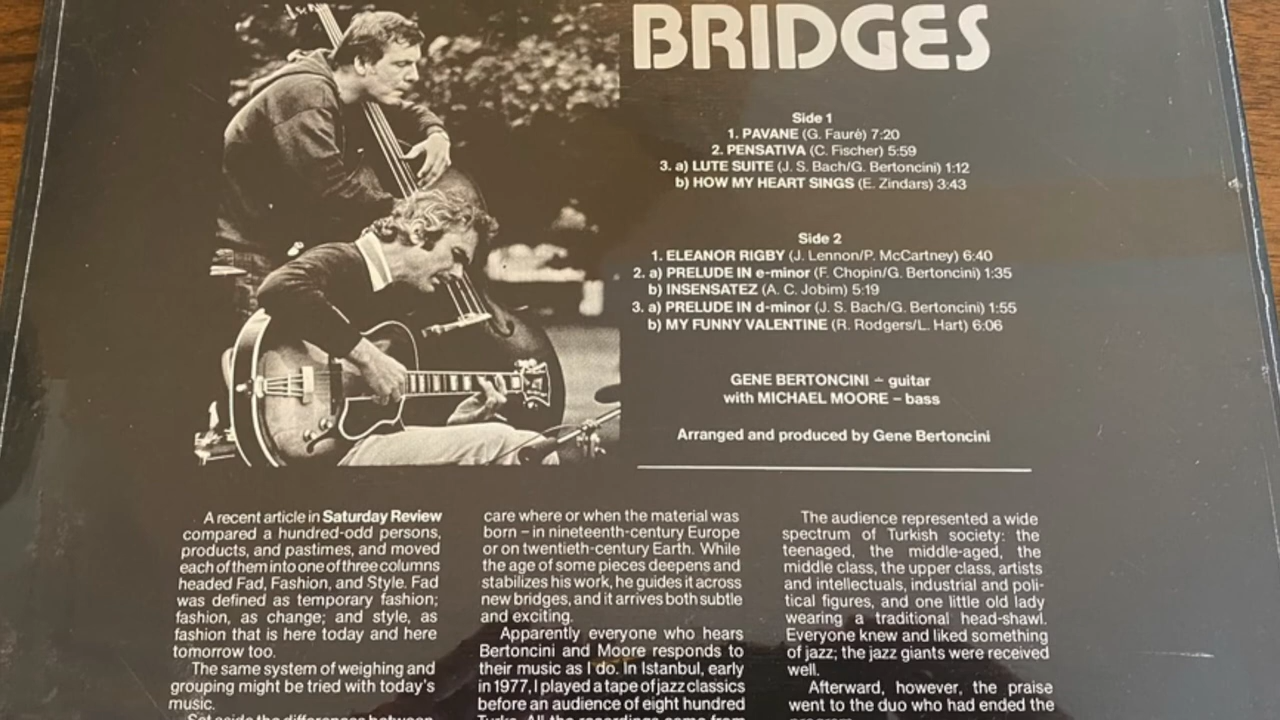 BRIDGES
Side 1
1. PAVANE (G. Fauré) 7:20
2. PENSATIVA (C. Fischer) 5:59
3. a) LUTE SUITE (J. S. Bach/G. Bertoncini) 1:12
b) HOW MY HEART SINGS (E. Zindars) 3:43
Side 2
1. ELEANOR RIGBY (J. Lennon/P. McCartney) 6:40
2. a) PRELUDE IN e-minor (F. Chopin/G. Bertoncini) 1:35
b) INSENSATEZ (A. C. Jobim) 5:19
3. a) PRELUDE IN d-minor (J. S. Bach/G. Bertoncini) 1:55
b) MY FUNNY VALENTINE (R. Rodgers/L. Hart) 6:06
GENE BERTONCINI – guitar
with MICHAEL MOORE – bass
Arranged and produced by Gene Bertoncini
A recent article in Saturday Review
compared a hundred-odd persons,
products, and pastimes, and moved
each of them into one of three columns
headed Fad, Fashion, and Style. Fad
was defined as temporary fashion;
fashion, as change; and style, as
fashion that is here today and here
tomorrow too.
The same system of weighing and
grouping might be tried with today's
music.
Set aside the differences between
care where or when the material was
born – in nineteenth-century Europe
or on twentieth-century Earth. While
the age of some pieces deepens and
stabilizes his work, he guides it across
new bridges, and it arrives both subtle
and exciting.
Apparently everyone who hears
Bertoncini and Moore responds to
their music as I do. In Istanbul, early
in 1977, I played a tape of jazz classics
before an audience of eight hundred
Turks. All the recordings came from
The audience represented a wide
spectrum of Turkish society: the
teenaged, the middle-aged, the
middle class, the upper class, artists
and intellectuals, industrial and poli-
tical figures, and one little old lady
wearing a traditional head-shawl.
Everyone knew and liked something
of jazz; the jazz giants were received
well.
Afterward, however, the praise
went to the duo who had ended the
program.